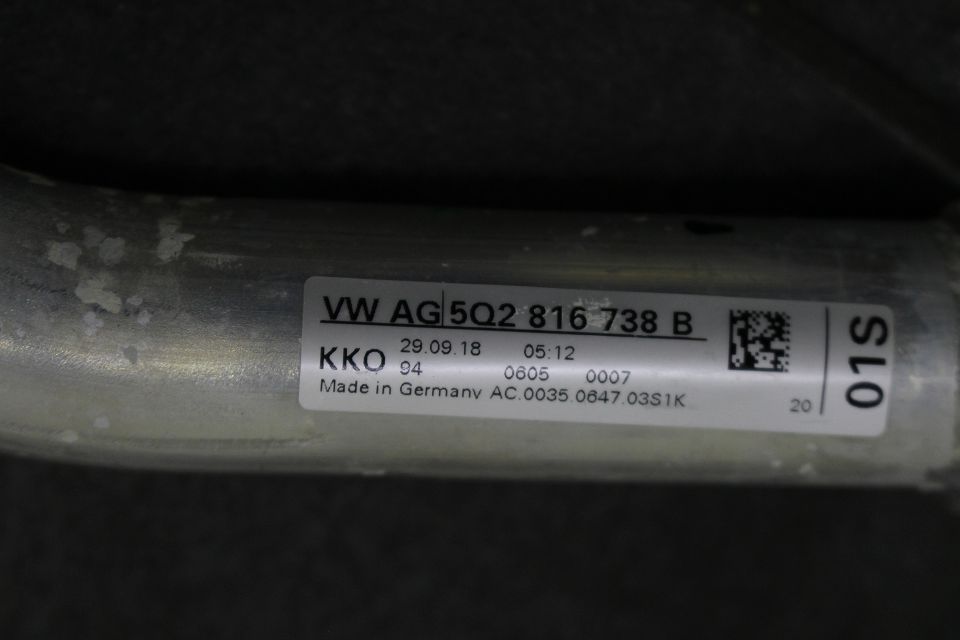 VW AG 5Q2 816 738 B
KKO 29.09.18 05:12
94 0605 0007
Made in Germany AC.0035.0647.03S1K
20
01S